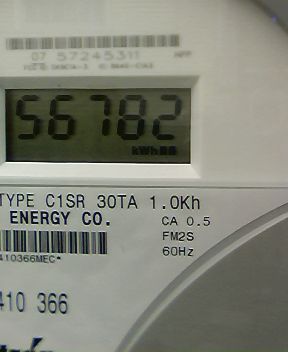 07 57245311
56782
kWh
TYPE C1SR 30TA 1.0Kh
ENERGY CO.
CA 0.5
FM2S
60Hz
410366MEC*
410 366